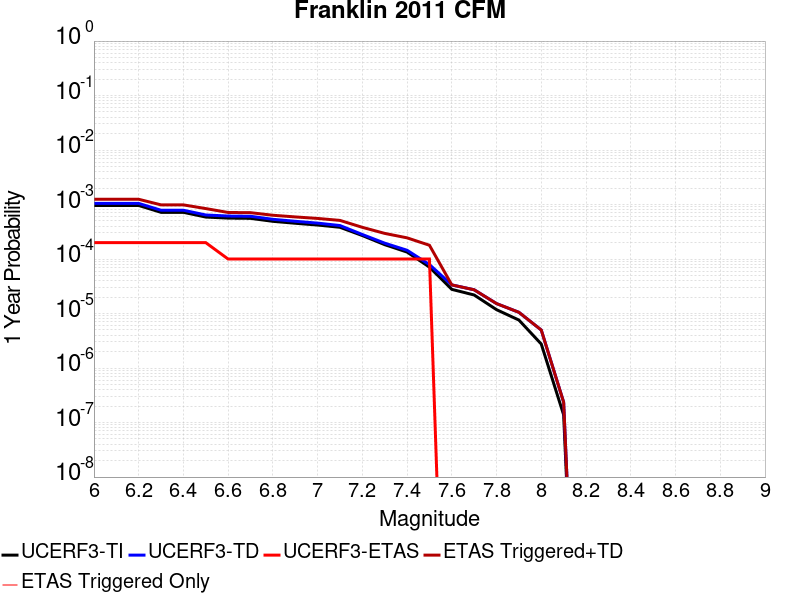 Franklin 2011 CFM
10^0
10^-1
10^-2
10^-3
10^-4
10^-5
10^-6
10^-7
10^-8
1 Year Probability
6 6.2 6.4 6.6 6.8 7 7.2 7.4 7.6 7.8 8 8.2 8.4 8.6 8.8 9
Magnitude
UCERF3-TI UCERF3-TD UCERF3-ETAS ETAS Triggered+TD
ETAS Triggered Only